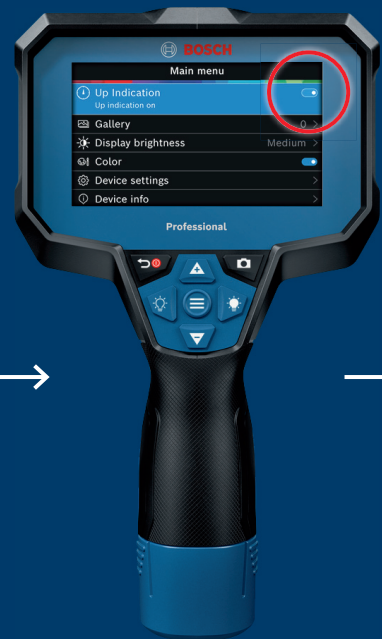 BOSCH
Main menu
Up Indication
Up indication on
Gallery 0
Display brightness Medium
Color
Device settings
Device info
Professional